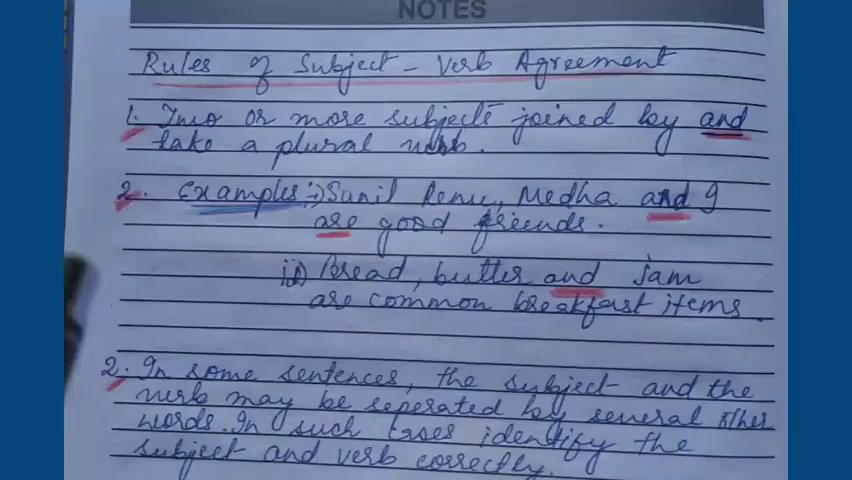 NOTES
Rules of Subject - Verb Agreement
1. Two or more subjects joined by and
take a plural verb.
2. Examples:i) Sunil Renu, Medha and I
are good friends.
ii) Bread, butter and jam
are common breakfast items.
2. In some sentences, the subject and the
verb may be seperated by several other
words. In such cases identify the
subject and verb correctly.